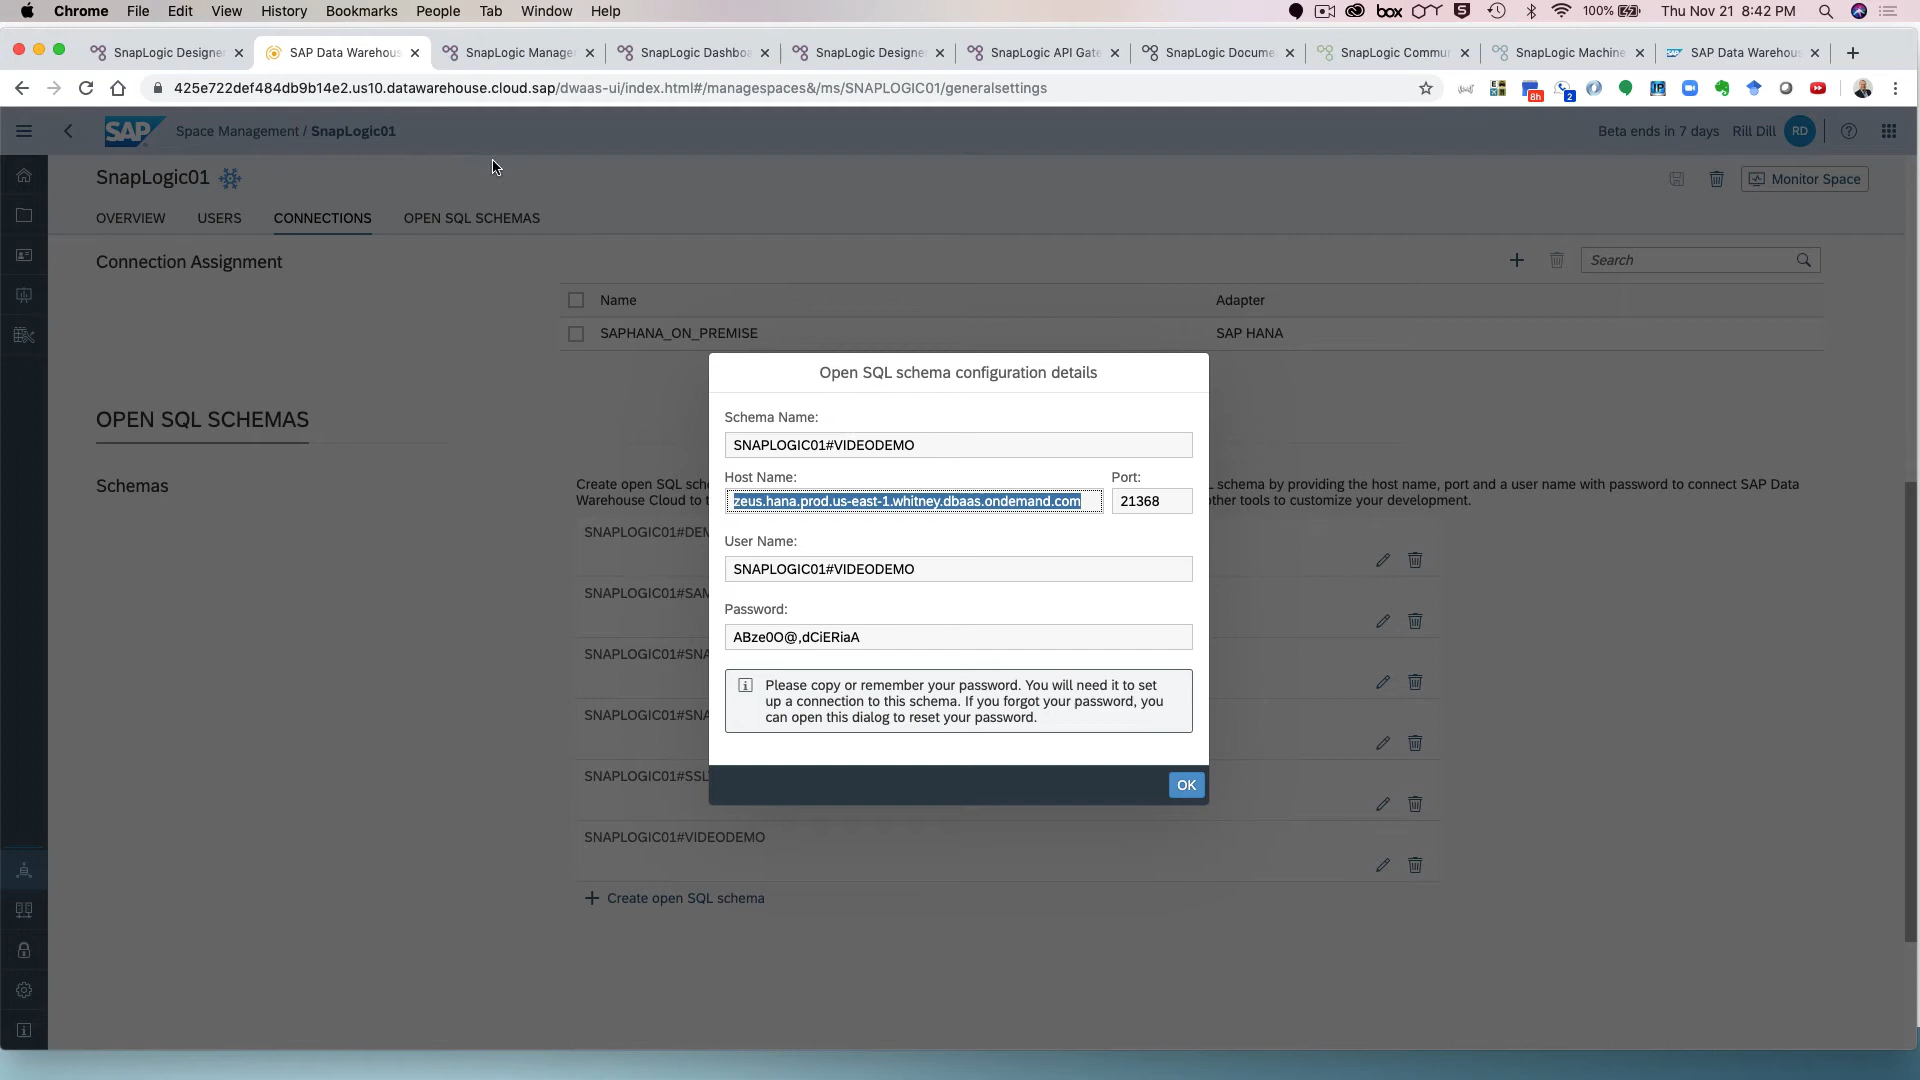 Chrome File Edit View History Bookmarks People Tab Window Help
box 100% Thu Nov 21 8:42 PM
SnapLogic Designer SAP Data Warehous SnapLogic Manage SnapLogic Dashbo SnapLogic Designe SnapLogic API Gate SnapLogic Docume SnapLogic Commur SnapLogic Machine SAP Data Warehous
425e722def484db9b14e2.us10.datawarehouse.cloud.sap/dwaas-ui/index.html#/managespaces&/ms/SNAPLOGIC01/generalsettings
8h 2
SAP Space Management / SnapLogic01 Beta ends in 7 days Rill Dill RD
SnapLogic01 Monitor Space
OVERVIEW USERS CONNECTIONS OPEN SQL SCHEMAS
Connection Assignment Search
Name Adapter
SAPHANA_ON_PREMISE SAP HANA
Open SQL schema configuration details
Schema Name:
SNAPLOGIC01#VIDEODEMO
Host Name: Port:
zeus.hana.prod.us-east-1.whitney.dbaas.ondemand.com 21368
User Name:
SNAPLOGIC01#VIDEODEMO
Password:
ABze0O@,dCiERiaA
Please copy or remember your password. You will need it to set
up a connection to this schema. If you forgot your password, you
can open this dialog to reset your password.
OK
OPEN SQL SCHEMAS
Schemas
Create open SQL sch schema by providing the host name, port and a user name with password to connect SAP Data
Warehouse Cloud to t other tools to customize your development.
SNAPLOGIC01#DEM
SNAPLOGIC01#SAM
SNAPLOGIC01#SNA
SNAPLOGIC01#SNA
SNAPLOGIC01#SSL
SNAPLOGIC01#VIDEODEMO
Create open SQL schema